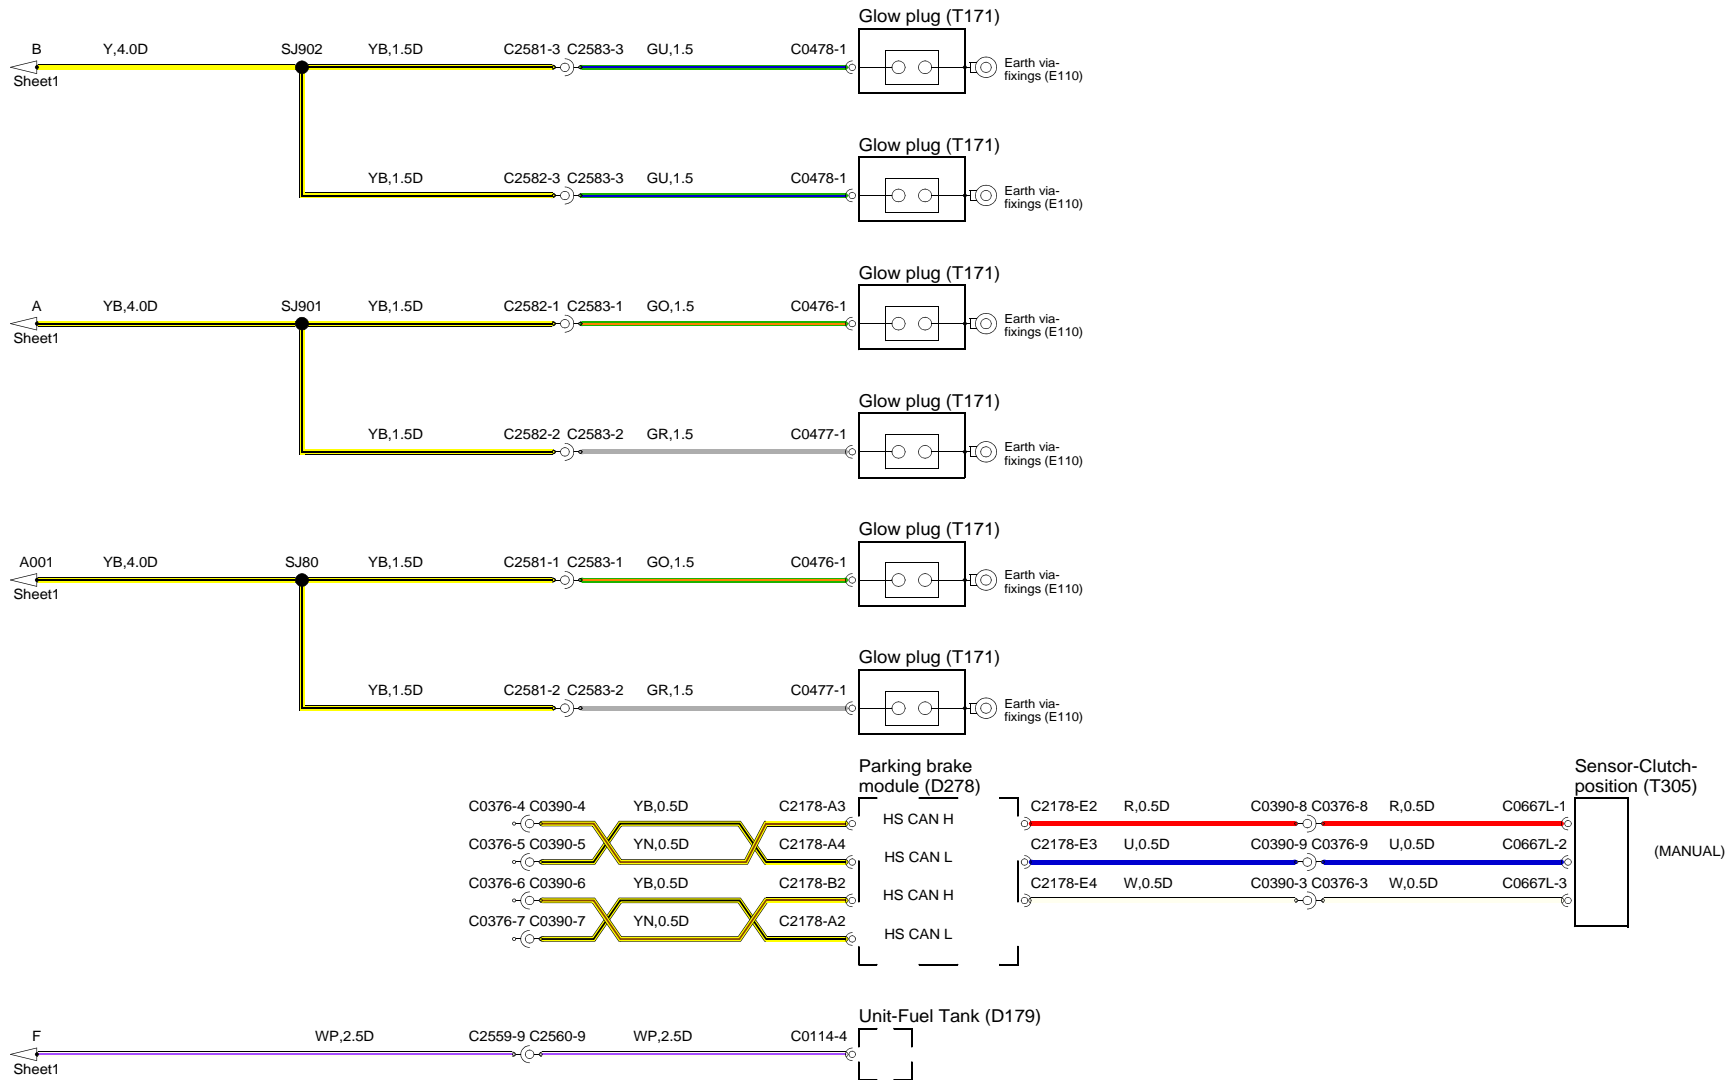 Glow plug (T171)
B Y,4.0D SJ902 YB,1.5D C2581-3 C2583-3 GU,1.5 C0478-1
Sheet1
Earth via-
fixings (E110)
Glow plug (T171)
YB,1.5D C2582-3 C2583-3 GU,1.5 C0478-1
Earth via-
fixings (E110)
Glow plug (T171)
A YB,4.0D SJ901 YB,1.5D C2582-1 C2583-1 GO,1.5 C0476-1
Sheet1
Earth via-
fixings (E110)
Glow plug (T171)
YB,1.5D C2582-2 C2583-2 GR,1.5 C0477-1
Earth via-
fixings (E110)
Glow plug (T171)
A001 YB,4.0D SJ80 YB,1.5D C2581-1 C2583-1 GO,1.5 C0476-1
Sheet1
Earth via-
fixings (E110)
Glow plug (T171)
YB,1.5D C2581-2 C2583-2 GR,1.5 C0477-1
Earth via-
fixings (E110)
Parking brake
module (D278)
Sensor-Clutch-
position (T305)
C0376-4 C0390-4 YB,0.5D C2178-A3 HS CAN H C2178-E2 R,0.5D C0390-8 C0376-8 R,0.5D C0667L-1
C0376-5 C0390-5 YN,0.5D C2178-A4 HS CAN L C2178-E3 U,0.5D C0390-9 C0376-9 U,0.5D C0667L-2
(MANUAL)
C0376-6 C0390-6 YB,0.5D C2178-B2 HS CAN H C2178-E4 W,0.5D C0390-3 C0376-3 W,0.5D C0667L-3
C0376-7 C0390-7 YN,0.5D C2178-A2 HS CAN L
Unit-Fuel Tank (D179)
F WP,2.5D C2559-9 C2560-9 WP,2.5D C0114-4
Sheet1